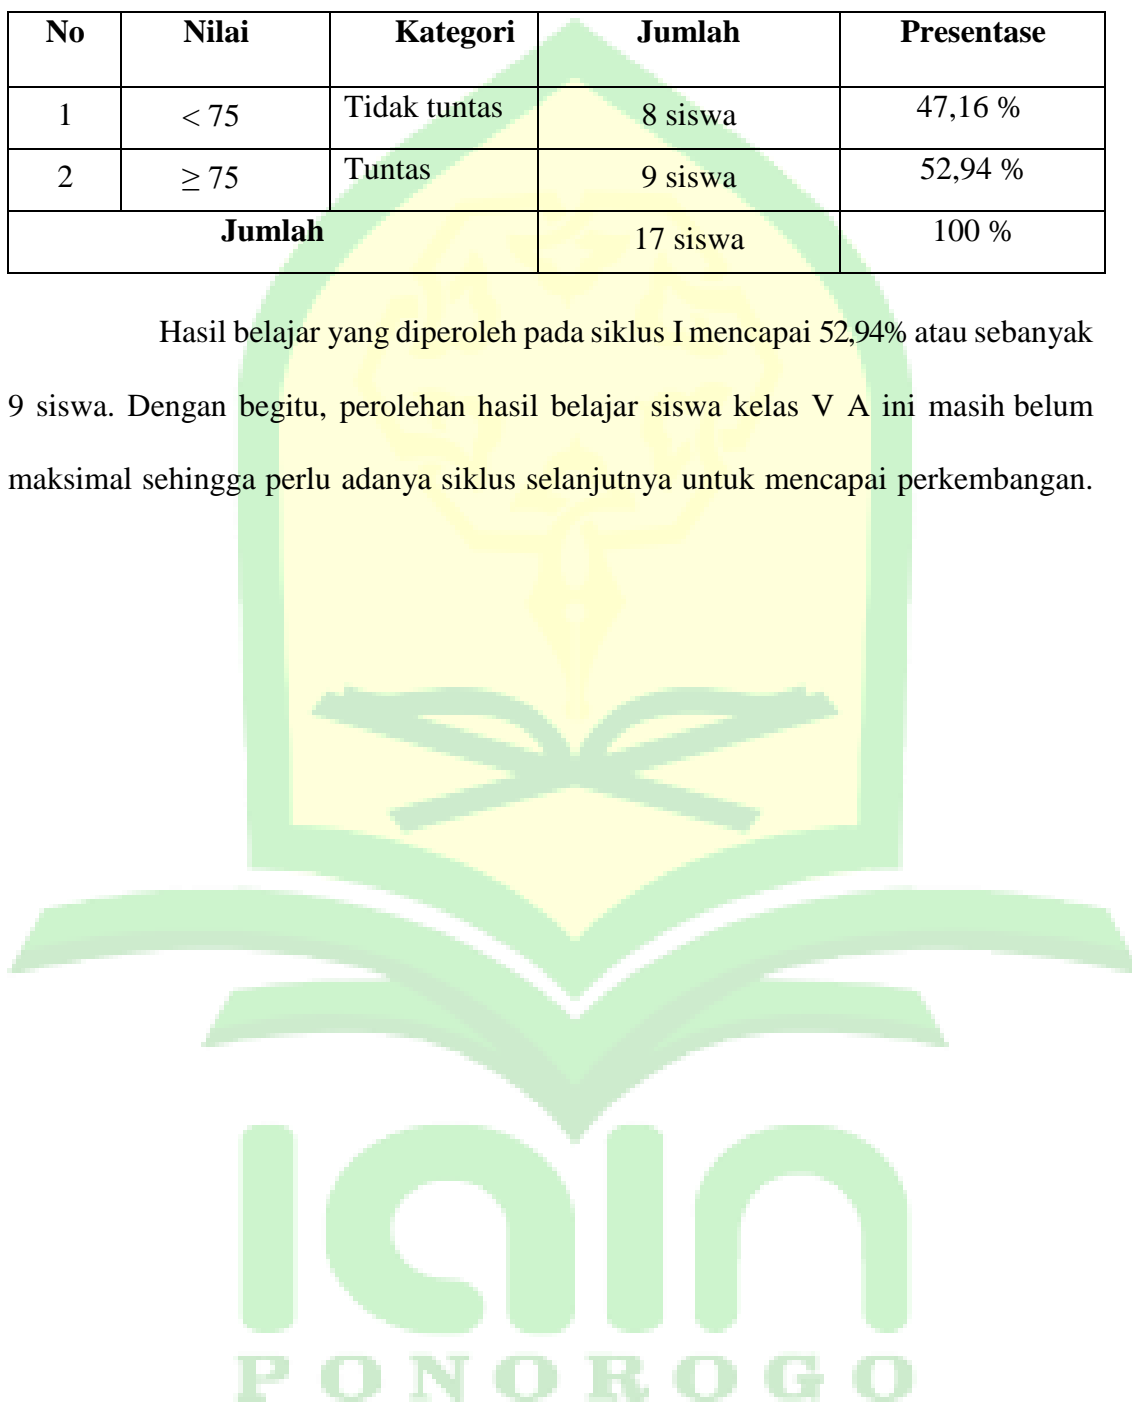 No Nilai Kategori Jumlah Presentase
1 < 75 Tidak tuntas 8 siswa 47,16 %
2 ≥ 75 Tuntas 9 siswa 52,94 %
Jumlah 17 siswa 100 %
Hasil belajar yang diperoleh pada siklus I mencapai 52,94% atau sebanyak
9 siswa. Dengan begitu, perolehan hasil belajar siswa kelas V A ini masih belum
maksimal sehingga perlu adanya siklus selanjutnya untuk mencapai perkembangan.
iain
PONOROGO